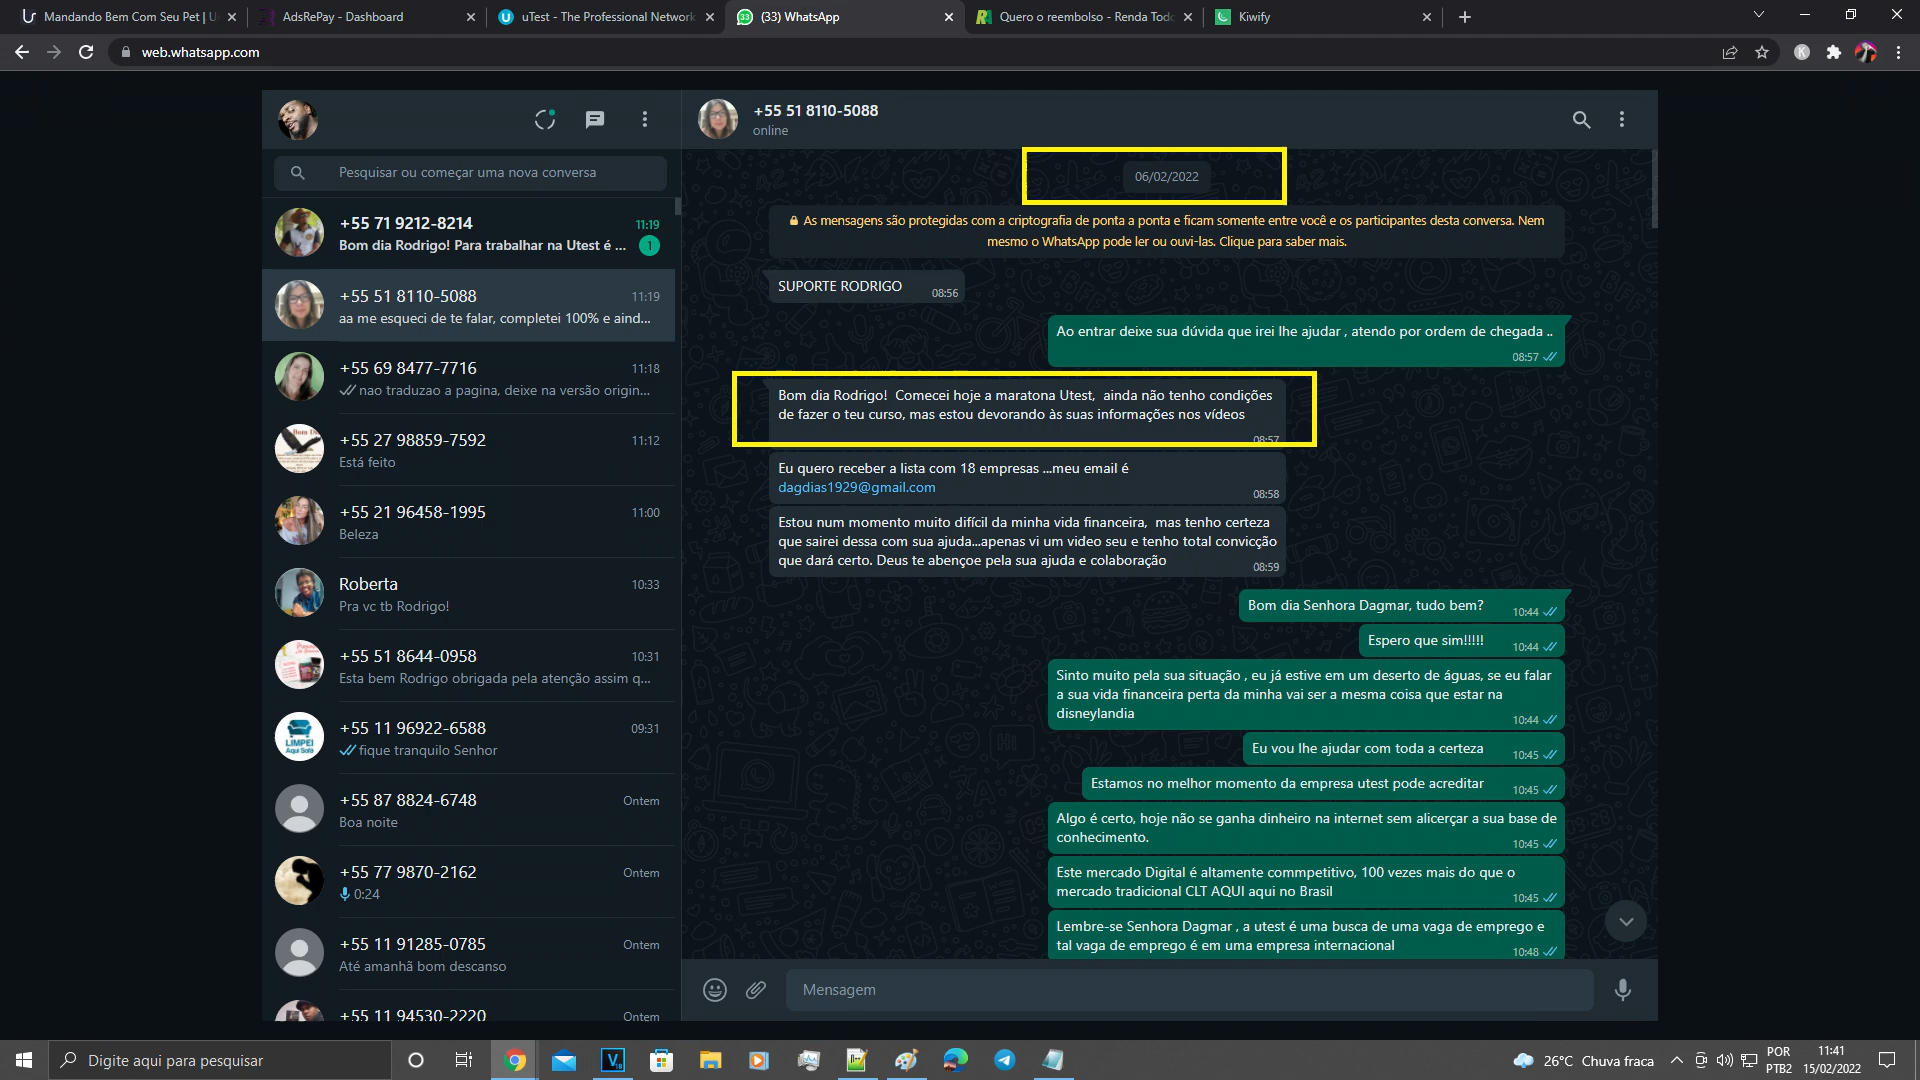 Mandando Bem Com Seu Pet | U
AdsRePay - Dashboard
uTest - The Professional Network
(33) WhatsApp
Quero o reembolso - Renda Todo
Kiwify
web.whatsapp.com
Pesquisar ou começar uma nova conversa
+55 71 9212-8214
11:19
Bom dia Rodrigo! Para trabalhar na Utest é ...
1
+55 51 8110-5088
11:19
aa me esqueci de te falar, completei 100% e aind...
+55 69 8477-7716
11:18
nao traduzao a pagina, deixe na versão origin...
+55 27 98859-7592
11:12
Está feito
+55 21 96458-1995
11:00
Beleza
Roberta
10:33
Pra vc tb Rodrigo!
+55 51 8644-0958
10:31
Esta bem Rodrigo obrigada pela atenção assim q...
LIMPEI
Aqui Sofá
+55 11 96922-6588
09:31
fique tranquilo Senhor
+55 87 8824-6748
Ontem
Boa noite
+55 77 9870-2162
Ontem
0:24
+55 11 91285-0785
Ontem
Até amanhã bom descanso
+55 11 94530-2220
Ontem
+55 51 8110-5088
online
06/02/2022
As mensagens são protegidas com a criptografia de ponta a ponta e ficam somente entre você e os participantes desta conversa. Nem
mesmo o WhatsApp pode ler ou ouvi-las. Clique para saber mais.
SUPORTE RODRIGO
08:56
Ao entrar deixe sua dúvida que irei lhe ajudar , atendo por ordem de chegada ..
08:57
Bom dia Rodrigo! Comecei hoje a maratona Utest, ainda não tenho condições
de fazer o teu curso, mas estou devorando às suas informações nos vídeos
08:57
Eu quero receber a lista com 18 empresas ...meu email é
dagdias1929@gmail.com
08:58
Estou num momento muito difícil da minha vida financeira, mas tenho certeza
que sairei dessa com sua ajuda...apenas vi um video seu e tenho total convicção
que dará certo. Deus te abençoe pela sua ajuda e colaboração
08:59
Bom dia Senhora Dagmar, tudo bem?
10:44
Espero que sim!!!!!
10:44
Sinto muito pela sua situação , eu já estive em um deserto de águas, se eu falar
a sua vida financeira perta da minha vai ser a mesma coisa que estar na
disneylandia
10:44
Eu vou lhe ajudar com toda a certeza
10:45
Estamos no melhor momento da empresa utest pode acreditar
10:45
Algo é certo, hoje não se ganha dinheiro na internet sem alicerçar a sua base de
conhecimento.
10:45
Este mercado Digital é altamente commpetitivo, 100 vezes mais do que o
mercado tradicional CLT AQUI aqui no Brasil
10:45
Lembre-se Senhora Dagmar , a utest é uma busca de uma vaga de emprego e
tal vaga de emprego é em uma empresa internacional
10:48
Mensagem
Digite aqui para pesquisar
26°C Chuva fraca
POR
PTB2
11:41
15/02/2022